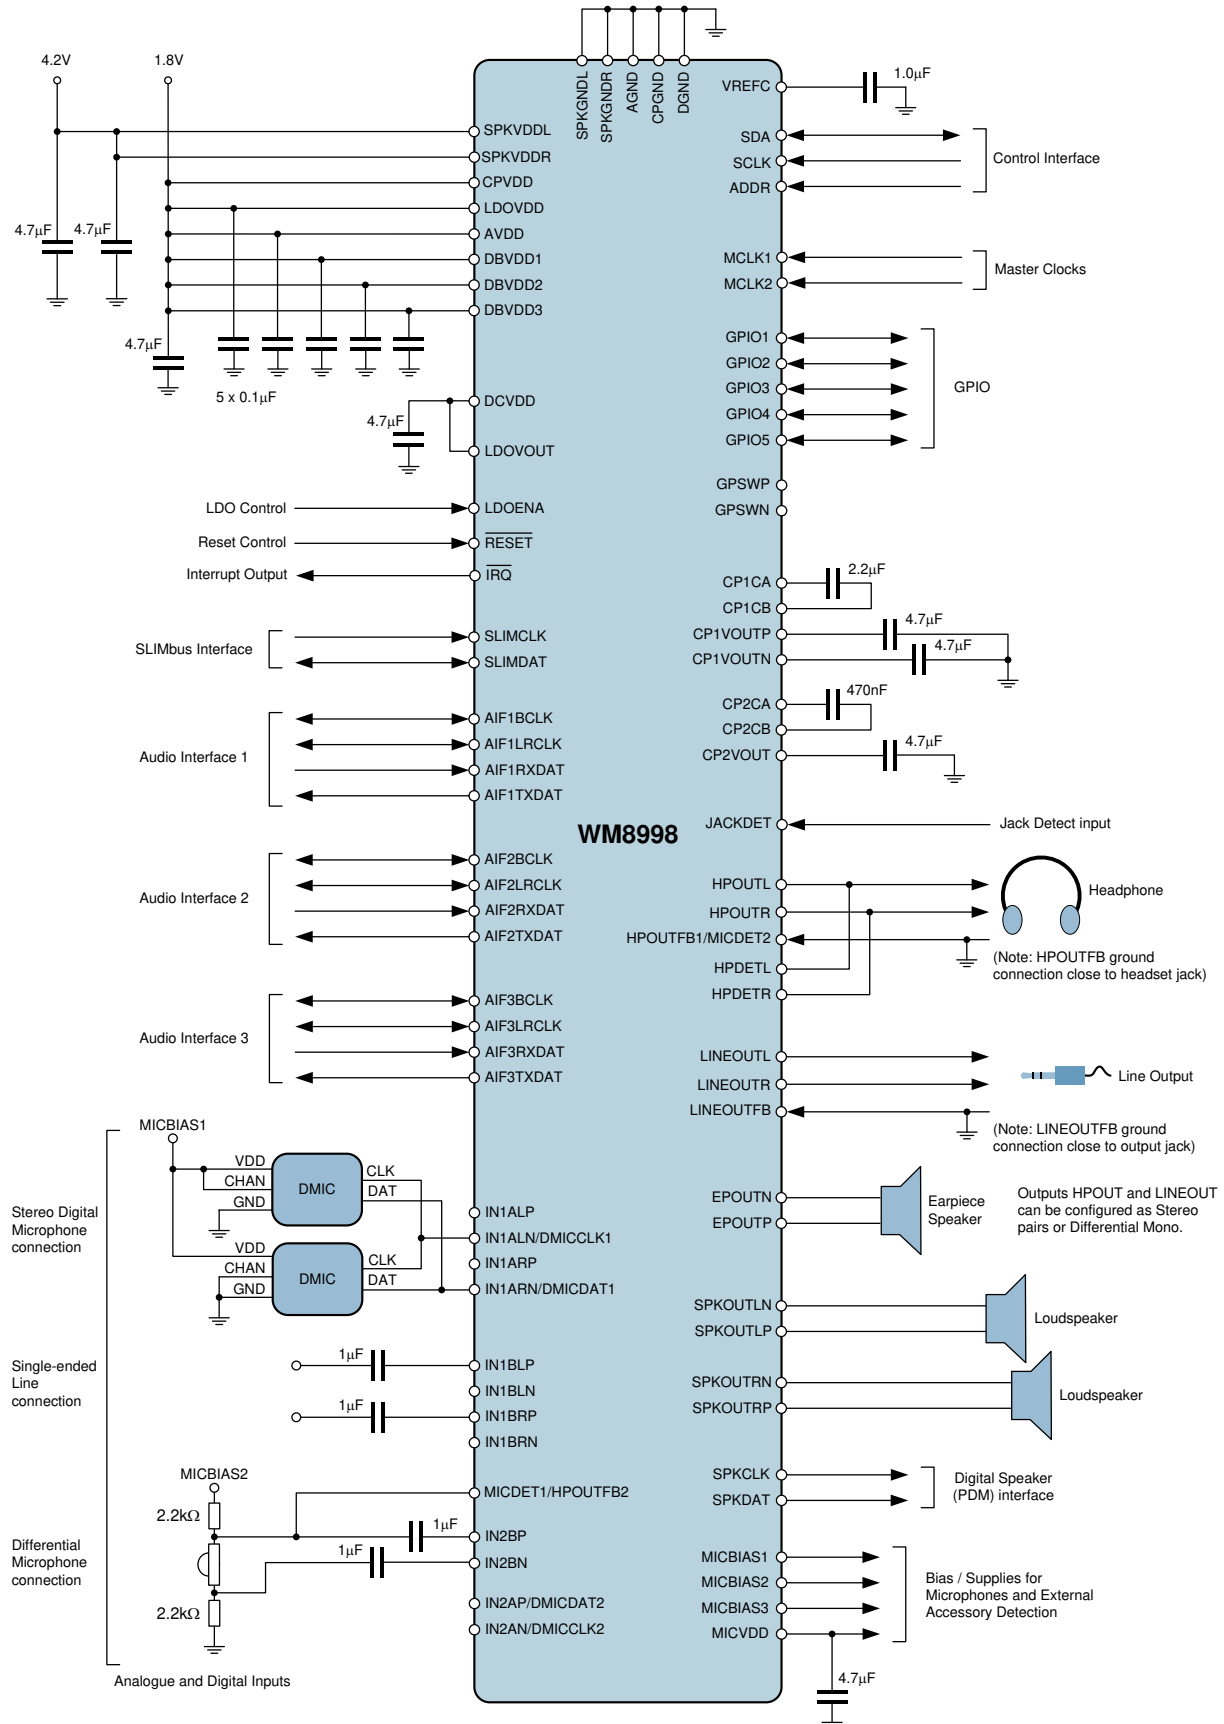 4.2V
1.8V
SPKGNDL
SPKGNDR
AGND
CPGND
DGND
SPKVDDL
SPKVDDR
CPVDD
LDOVDD
AVDD
DBVDD1
DBVDD2
DBVDD3
4.7µF
4.7µF
4.7µF
5 x 0.1µF
DCVDD
4.7µF
LDOVOUT
LDO Control
LDOENA
Reset Control
RESET
Interrupt Output
IRQ
SLIMbus Interface
SLIMCLK
SLIMDAT
Audio Interface 1
AIF1BCLK
AIF1LRCLK
AIF1RXDAT
AIF1TXDAT
Audio Interface 2
AIF2BCLK
AIF2LRCLK
AIF2RXDAT
AIF2TXDAT
Audio Interface 3
AIF3BCLK
AIF3LRCLK
AIF3RXDAT
AIF3TXDAT
WM8998
MICBIAS1
VDD
CHAN
GND
DMIC
CLK
DAT
Stereo Digital
Microphone
connection
VDD
CHAN
GND
DMIC
CLK
DAT
IN1ALP
IN1ALN/DMICCLK1
IN1ARP
IN1ARN/DMICDAT1
Single-ended
Line
connection
1µF
IN1BLP
IN1BLN
1µF
IN1BRP
IN1BRN
MICBIAS2
MICDET1/HPOUTFB2
2.2kΩ
1µF
IN2BP
1µF
IN2BN
Differential
Microphone
connection
2.2kΩ
IN2AP/DMICDAT2
IN2AN/DMICCLK2
Analogue and Digital Inputs
VREFC
1.0µF
SDA
SCLK
ADDR
Control Interface
MCLK1
MCLK2
Master Clocks
GPIO1
GPIO2
GPIO3
GPIO4
GPIO5
GPIO
GPSWP
GPSWN
CP1CA
2.2µF
CP1CB
CP1VOUTP
4.7µF
CP1VOUTN
4.7µF
CP2CA
470nF
CP2CB
CP2VOUT
4.7µF
JACKDET
Jack Detect input
HPOUTL
HPOUTR
HPOUTFB1/MICDET2
HPDETL
HPDETR
Headphone
(Note: HPOUTFB ground
connection close to headset jack)
LINEOUTL
LINEOUTR
LINEOUTFB
Line Output
(Note: LINEOUTFB ground
connection close to output jack)
EPOUTN
EPOUTP
Earpiece
Speaker
Outputs HPOUT and LINEOUT
can be configured as Stereo
pairs or Differential Mono.
SPKOUTLN
SPKOUTLP
Loudspeaker
SPKOUTRN
SPKOUTRP
Loudspeaker
SPKCLK
SPKDAT
Digital Speaker
(PDM) interface
MICBIAS1
MICBIAS2
MICBIAS3
MICVDD
Bias / Supplies for
Microphones and External
Accessory Detection
4.7µF